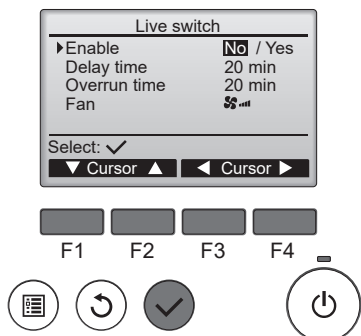 Live switch
Enable No / Yes
Delay time 20 min
Overrun time 20 min
Fan
Select: ✓
▼ Cursor ▲ ◀ Cursor ▶
F1 F2 F3 F4